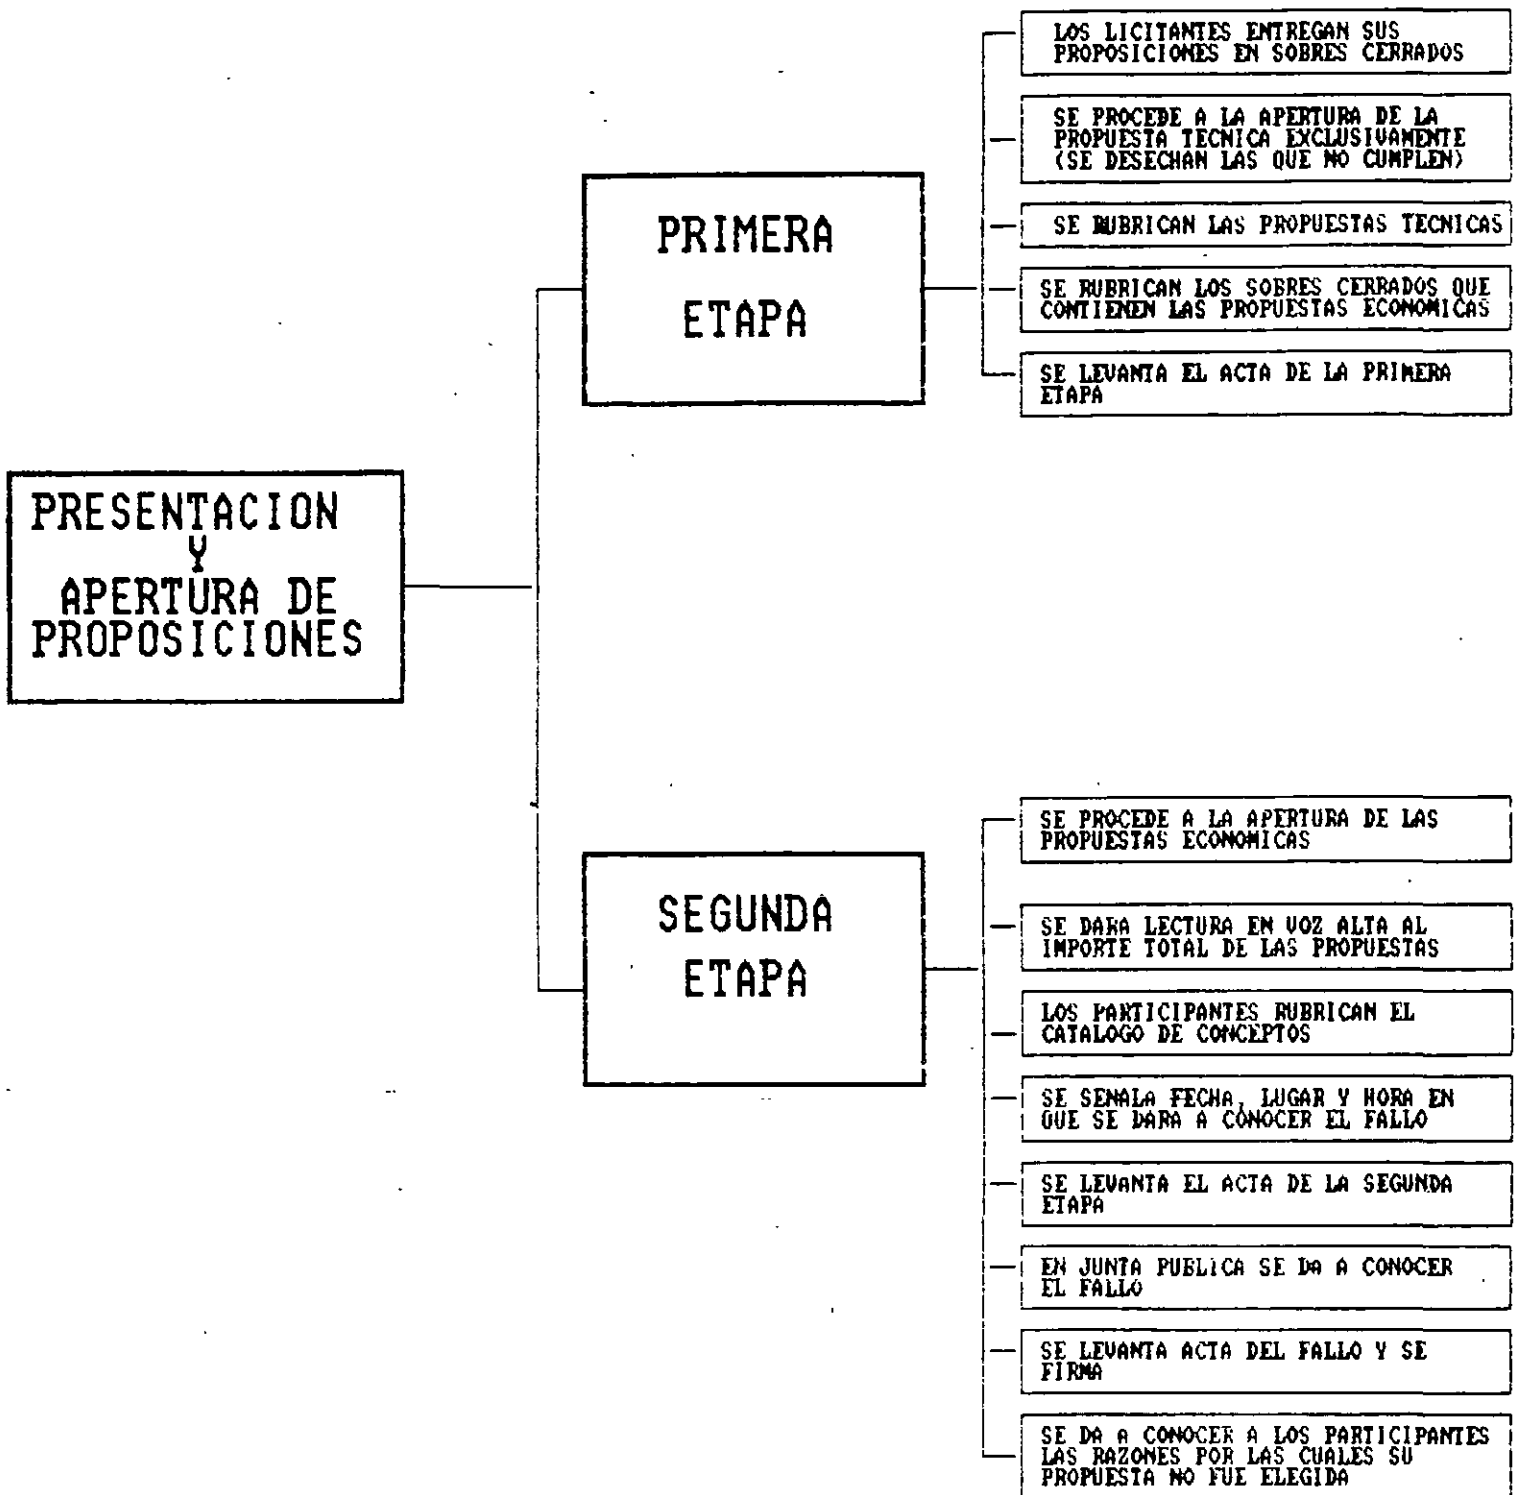 PRESENTACION
Y
APERTURA DE
PROPOSICIONES
PRIMERA
ETAPA
LOS LICITANTES ENTREGAN SUS
PROPOSICIONES EN SOBRES CERRADOS
SE PROCEDE A LA APERTURA DE LA
PROPUESTA TECNICA EXCLUSIVAMENTE
(SE DESECHAN LAS QUE NO CUMPLEN)
SE RUBRICAN LAS PROPUESTAS TECNICAS
SE RUBRICAN LOS SOBRES CERRADOS QUE
CONTIENEN LAS PROPUESTAS ECONOMICAS
SE LEVANTA EL ACTA DE LA PRIMERA
ETAPA
SEGUNDA
ETAPA
SE PROCEDE A LA APERTURA DE LAS
PROPUESTAS ECONOMICAS
SE DARA LECTURA EN VOZ ALTA AL
IMPORTE TOTAL DE LAS PROPUESTAS
LOS PARTICIPANTES RUBRICAN EL
CATALOGO DE CONCEPTOS
SE SENALA FECHA, LUGAR Y HORA EN
QUE SE DARA A CONOCER EL FALLO
SE LEVANTA EL ACTA DE LA SEGUNDA
ETAPA
EN JUNTA PUBLICA SE DA A CONOCER
EL FALLO
SE LEVANTA ACTA DEL FALLO Y SE
FIRMA
SE DA A CONOCER A LOS PARTICIPANTES
LAS RAZONES POR LAS CUALES SU
PROPUESTA NO FUE ELEGIDA